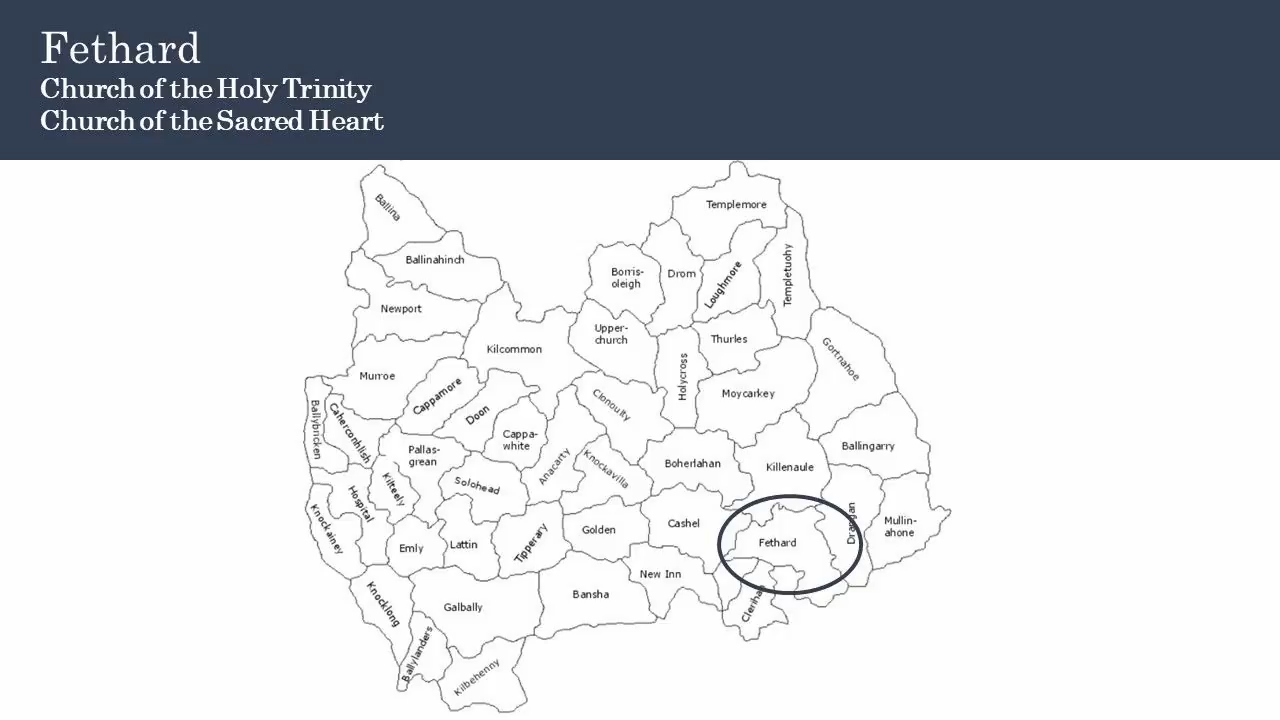 Fethard
Church of the Holy Trinity
Church of the Sacred Heart
Ballina
Templemore
Ballinahinch
Borris-
oleigh
Drom
Loughmore
Templetuohy
Newport
Upper-
church
Thurles
Kilcommon
Gortnahoe
Holycross
Murroe
Cappamore
Moycarkey
Doon
Clonoulty
Ballybricken
Caherconhlish
Cappa-
white
Ballingarry
Pallas-
grean
Anacarty
Knockavilla
Boherlahan
Killenaule
Kilteely
Solohead
Hospital
Knockainey
Golden
Cashel
Drangan
Mullin-
ahone
Emly
Lattin
Tipperary
Fethard
New Inn
Bansha
Knocklong
Galbally
Clerihan
Ballylanders
Kilbehenny